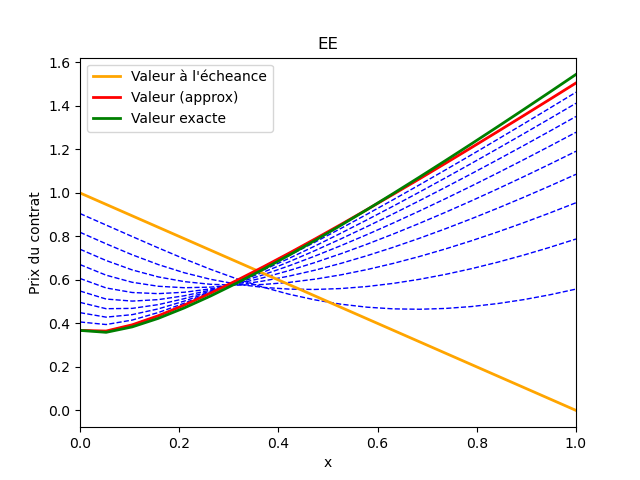 EE
1.6
1.4
1.2
1.0
0.8
0.6
0.4
0.2
0.0
Prix du contrat
Valeur à l'écheance
Valeur (approx)
Valeur exacte
0.0 0.2 0.4 0.6 0.8 1.0
x